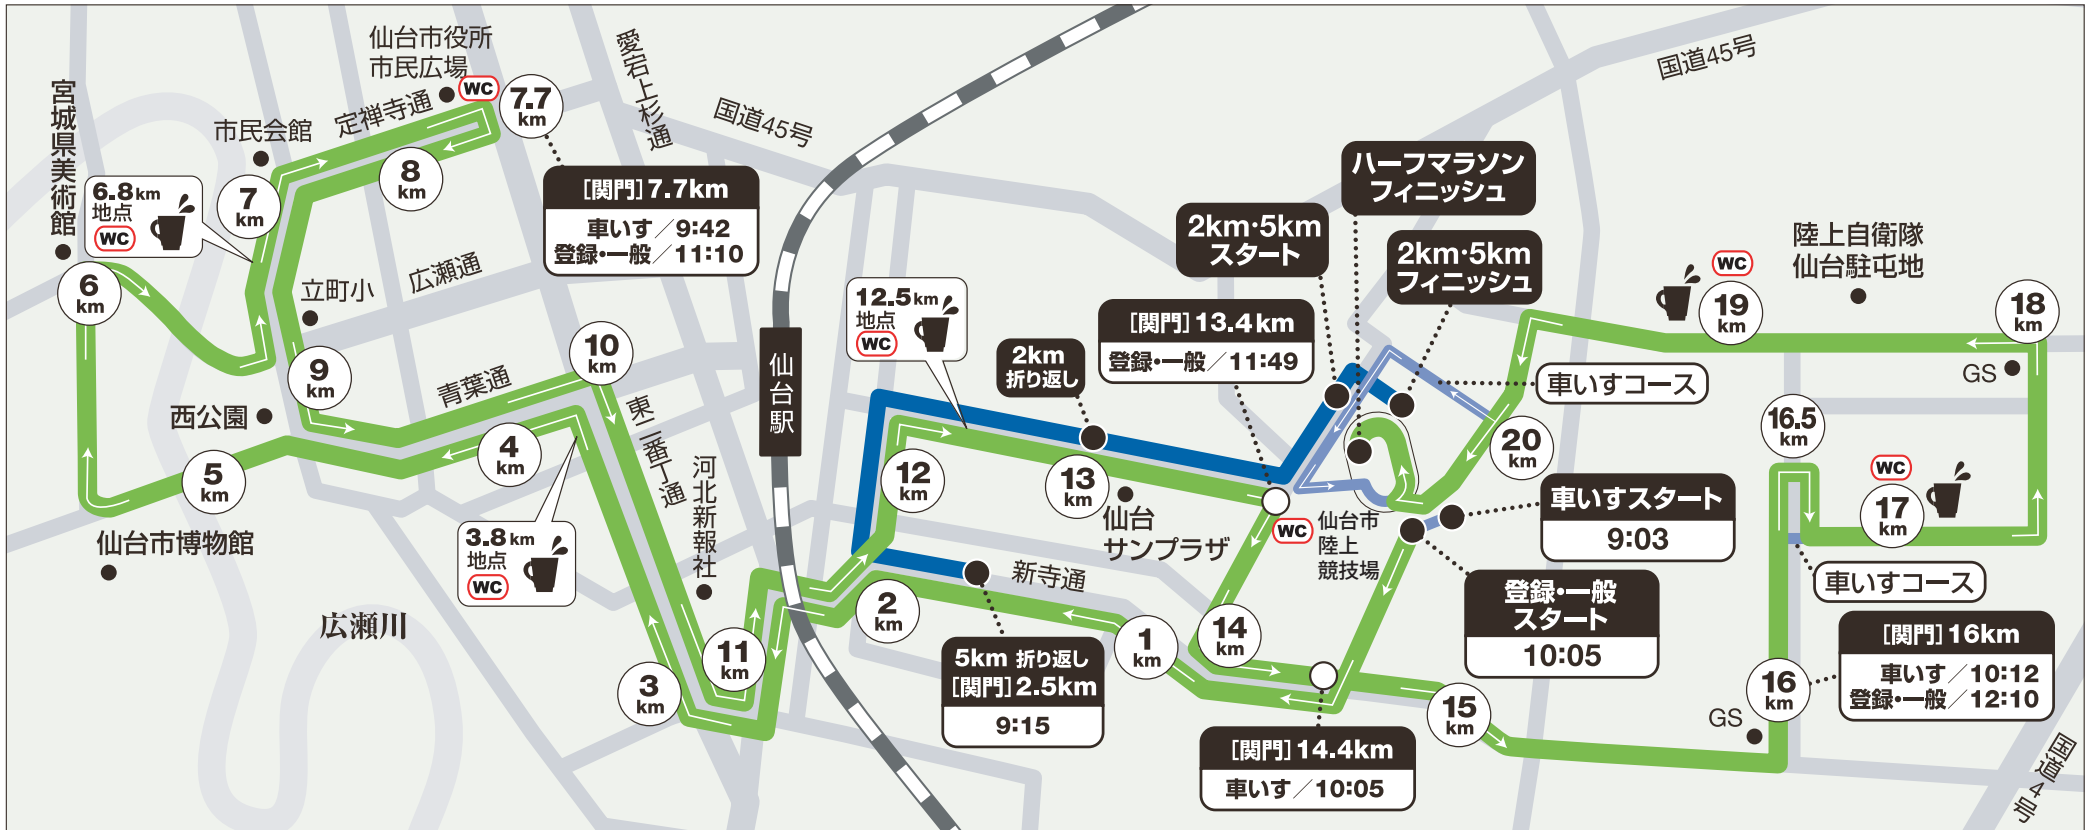 仙台市役所
市民広場
WC
7.7
km
愛宕上杉通
国道45号
国道45号
宮城県美術館
市民会館
定禅寺通
8
km
7
km
6.8km
地点
WC
[関門]7.7km
車いす/9:42
登録・一般/11:10
6
km
立町小
広瀬通
9
km
10
km
青葉通
西公園
4
km
5
km
仙台市博物館
東二番丁通
河北新報社
3.8km
地点
WC
広瀬川
3
km
11
km
仙台駅
12.5km
地点
WC
2km
折り返し
[関門]13.4km
登録・一般/11:49
2km・5km
スタート
ハーフマラソン
フィニッシュ
2km・5km
フィニッシュ
12
km
13
km
仙台
サンプラザ
WC
仙台市
陸上
競技場
2
km
新寺通
1
km
14
km
5km 折り返し
[関門]2.5km
9:15
[関門]14.4km
車いす/10:05
15
km
登録・一般
スタート
10:05
車いすスタート
9:03
20
km
車いすコース
WC
19
km
陸上自衛隊
仙台駐屯地
18
km
GS
16.5
km
WC
17
km
車いすコース
[関門]16km
車いす/10:12
登録・一般/12:10
16
km
GS
国道4号